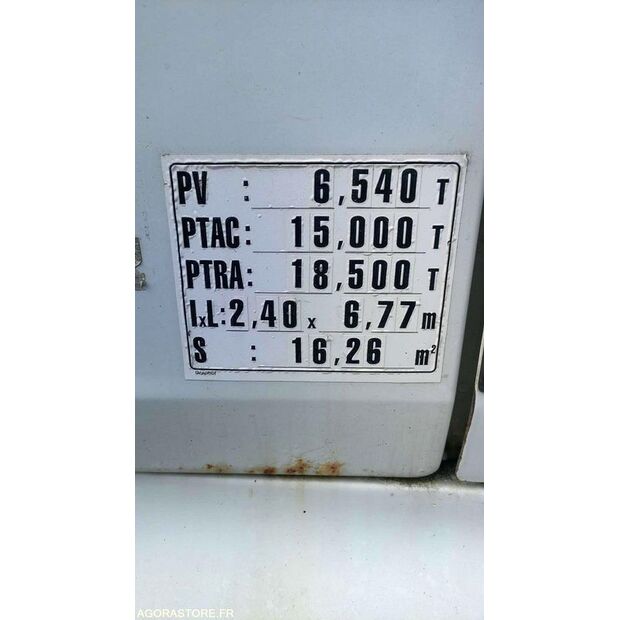 PV : 6,540 T
PTAC: 15,000 T
PTRA: 18,500 T
IxL: 2,40 x 6,77 m
S : 16,26 m²
AGORASTORE.FR